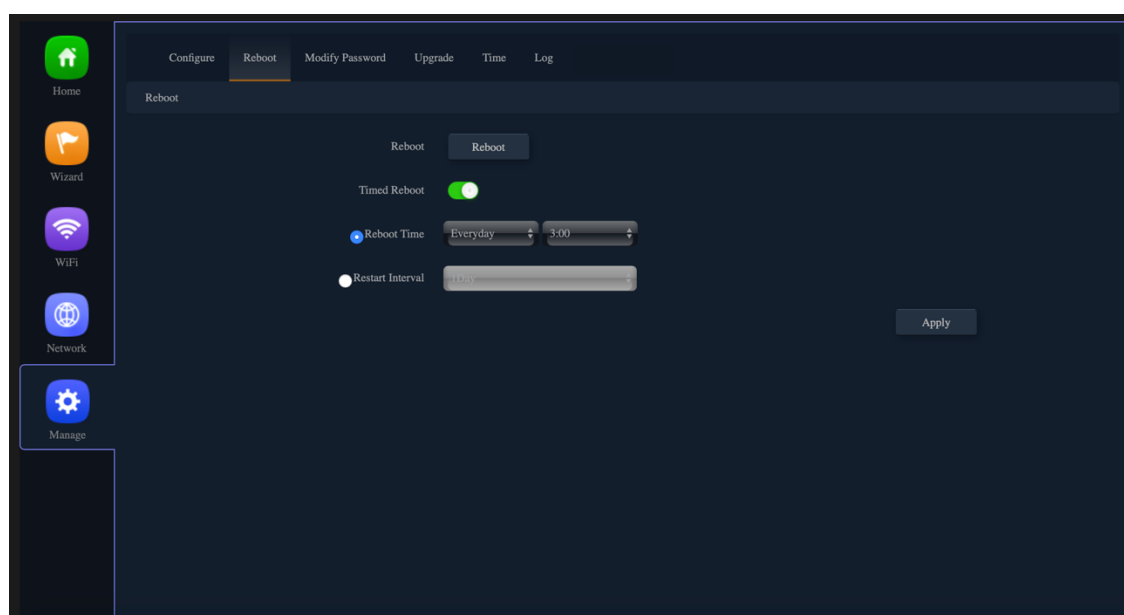 Home
Wizard
WiFi
Network
Manage
Configure Reboot Modify Password Upgrade Time Log
Reboot
Reboot Reboot
Timed Reboot
Reboot Time Everyday 3:00
Restart Interval 1Day
Apply